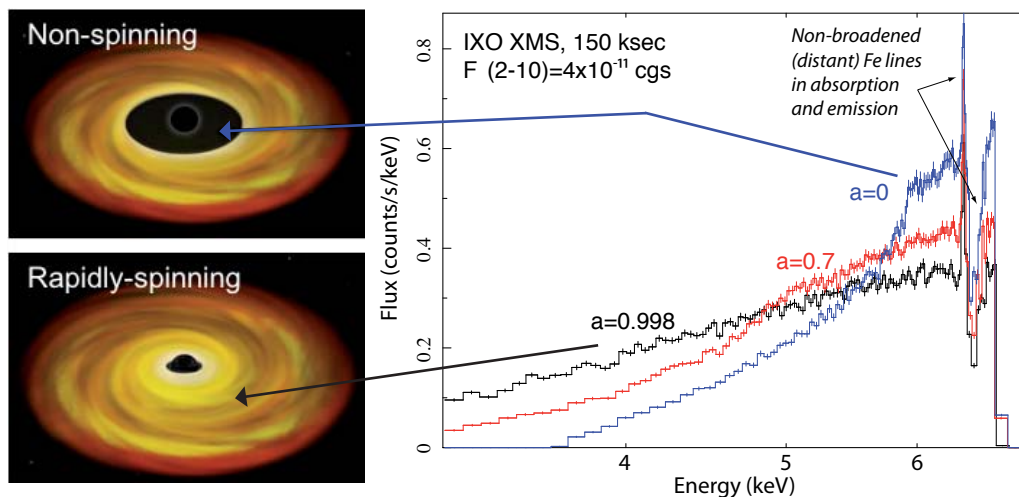 Non-spinning
Rapidly-spinning
IXO XMS, 150 ksec
F (2-10)=4x10⁻¹¹ cgs
Non-broadened
(distant) Fe lines
in absorption
and emission
a=0
a=0.7
a=0.998
Flux (counts/s/keV)
0.8
0.6
0.4
0.2
0
4
5
6
Energy (keV)